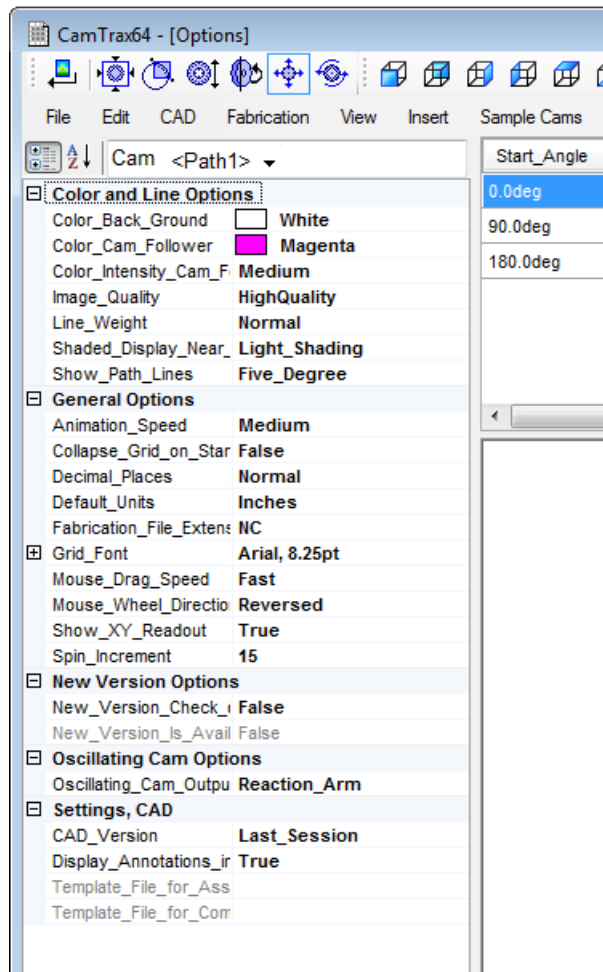 CamTrax64 - [Options]
File Edit CAD Fabrication View Insert Sample Cams
Cam <Path1>
Start_Angle
0.0deg
90.0deg
180.0deg
Color and Line Options
Color_Back_Ground White
Color_Cam_Follower Magenta
Color_Intensity_Cam_F Medium
Image_Quality HighQuality
Line_Weight Normal
Shaded_Display_Near_ Light_Shading
Show_Path_Lines Five_Degree
General Options
Animation_Speed Medium
Collapse_Grid_on_Star False
Decimal_Places Normal
Default_Units Inches
Fabrication_File_Extens NC
Grid_Font Arial, 8.25pt
Mouse_Drag_Speed Fast
Mouse_Wheel_Directio Reversed
Show_XY_Readout True
Spin_Increment 15
New Version Options
New_Version_Check_ False
New_Version_Is_Avail False
Oscillating Cam Options
Oscillating_Cam_Outpu Reaction_Arm
Settings, CAD
CAD_Version Last_Session
Display_Annotations_in True
Template_File_for_Ass
Template_File_for_Com